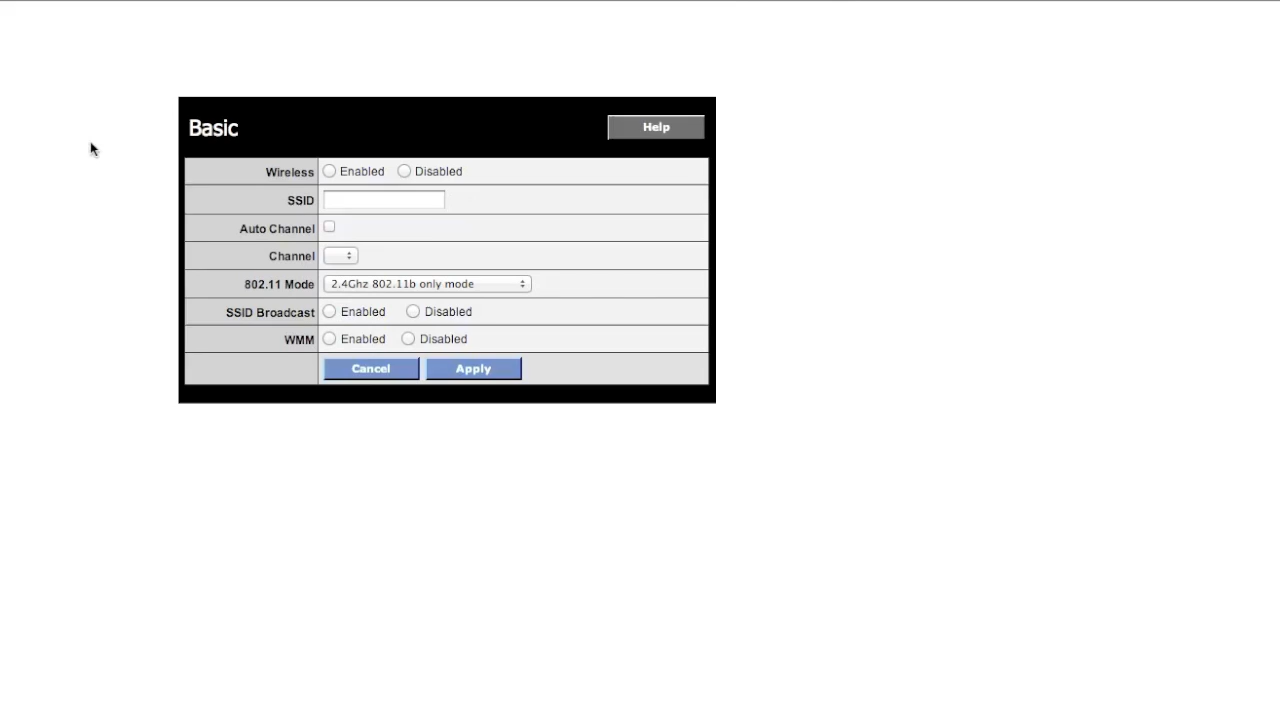 Basic Help
Wireless Enabled Disabled
SSID
Auto Channel
Channel
802.11 Mode 2.4Ghz 802.11b only mode
SSID Broadcast Enabled Disabled
WMM Enabled Disabled
Cancel Apply